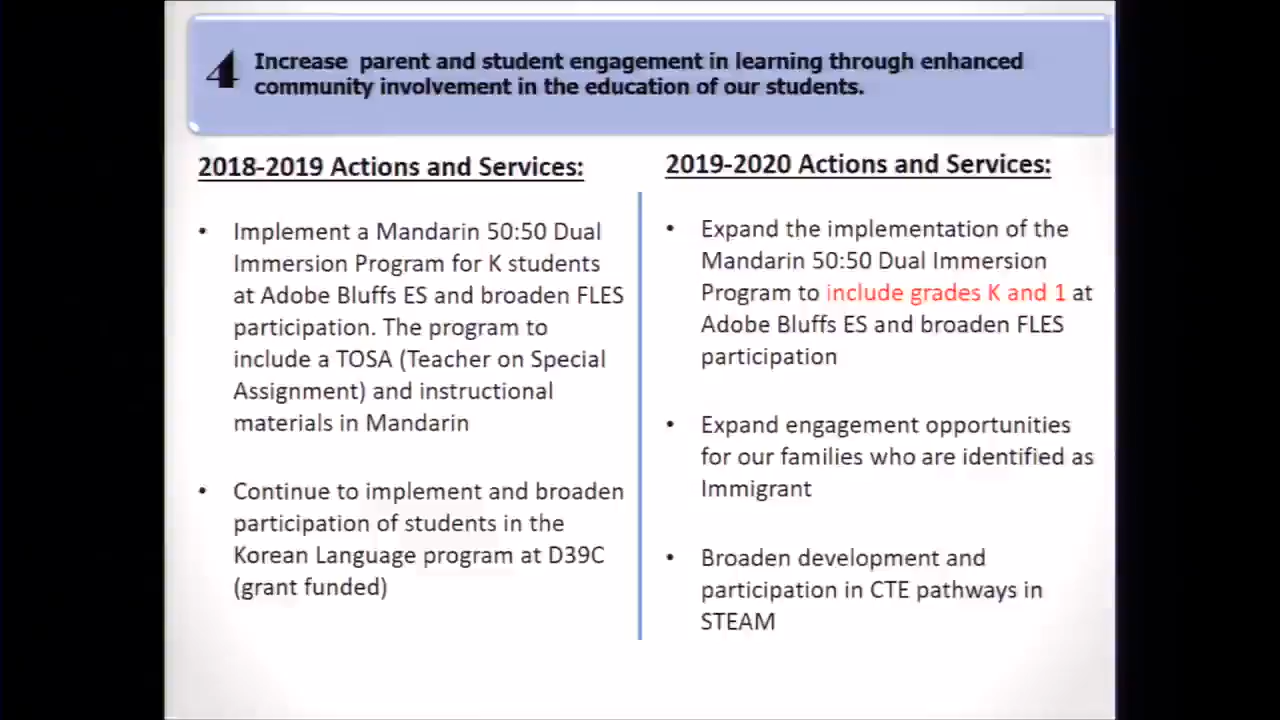 4
Increase parent and student engagement in learning through enhanced
community involvement in the education of our students.
2018-2019 Actions and Services:
• Implement a Mandarin 50:50 Dual
Immersion Program for K students
at Adobe Bluffs ES and broaden FLES
participation. The program to
include a TOSA (Teacher on Special
Assignment) and instructional
materials in Mandarin
• Continue to implement and broaden
participation of students in the
Korean Language program at D39C
(grant funded)
2019-2020 Actions and Services:
• Expand the implementation of the
Mandarin 50:50 Dual Immersion
Program to include grades K and 1 at
Adobe Bluffs ES and broaden FLES
participation
• Expand engagement opportunities
for our families who are identified as
Immigrant
• Broaden development and
participation in CTE pathways in
STEAM